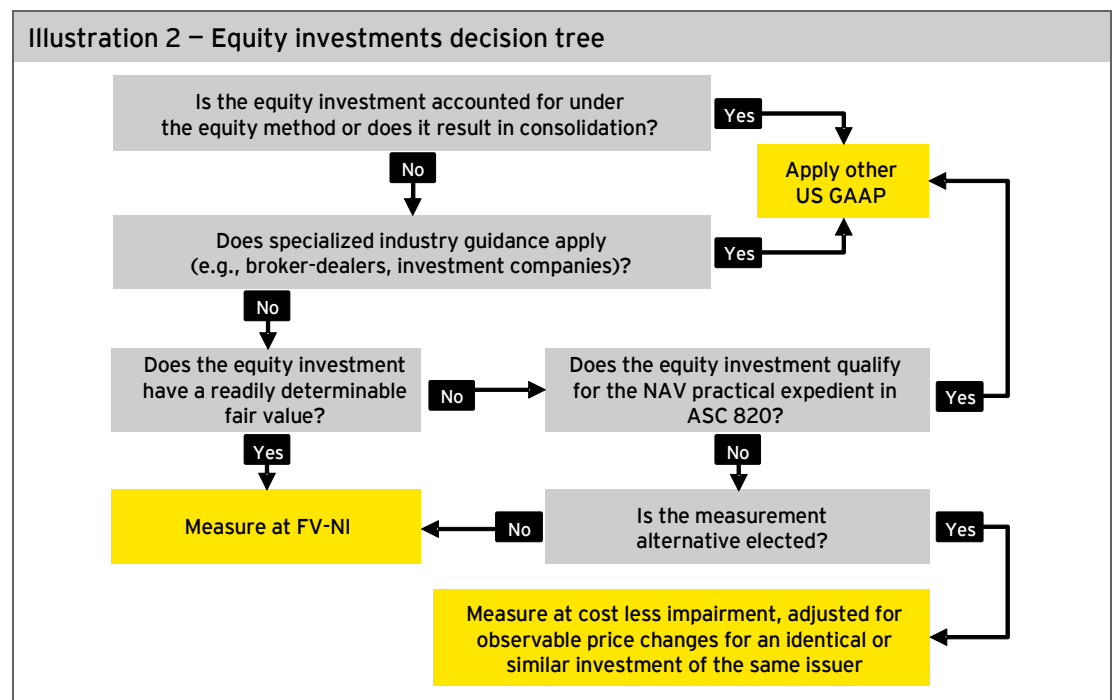 Illustration 2 – Equity investments decision tree
Is the equity investment accounted for under
the equity method or does it result in consolidation?
Yes
No
Apply other
US GAAP
Does specialized industry guidance apply
(e.g., broker-dealers, investment companies)?
Yes
No
Does the equity investment
have a readily determinable
fair value?
No
Does the equity investment qualify
for the NAV practical expedient in
ASC 820?
Yes
Yes
No
Measure at FV-NI
No
Is the measurement
alternative elected?
Yes
Measure at cost less impairment, adjusted for
observable price changes for an identical or
similar investment of the same issuer